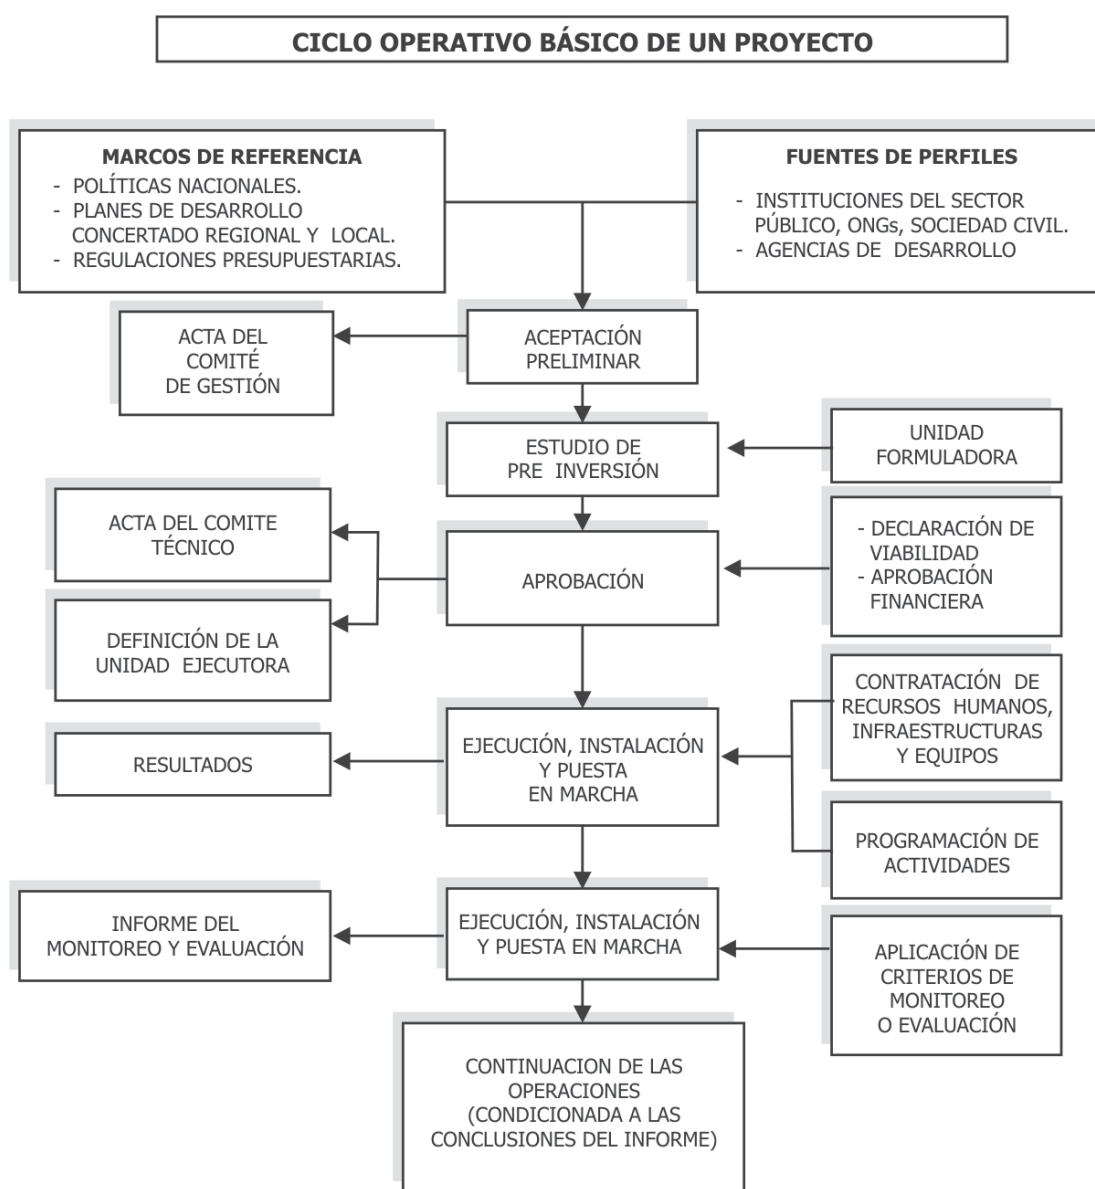 CICLO OPERATIVO BÁSICO DE UN PROYECTO
MARCOS DE REFERENCIA
- POLÍTICAS NACIONALES.
- PLANES DE DESARROLLO
CONCERTADO REGIONAL Y LOCAL.
- REGULACIONES PRESUPUESTARIAS.
FUENTES DE PERFILES
- INSTITUCIONES DEL SECTOR
PÚBLICO, ONGs, SOCIEDAD CIVIL.
- AGENCIAS DE DESARROLLO
ACTA DEL
COMITÉ
DE GESTIÓN
ACEPTACIÓN
PRELIMINAR
ESTUDIO DE
PRE INVERSIÓN
UNIDAD
FORMULADORA
ACTA DEL COMITE
TÉCNICO
APROBACIÓN
- DECLARACIÓN DE
VIABILIDAD
- APROBACIÓN
FINANCIERA
DEFINICIÓN DE LA
UNIDAD EJECUTORA
CONTRATACIÓN DE
RECURSOS HUMANOS,
INFRAESTRUCTURAS
Y EQUIPOS
RESULTADOS
EJECUCIÓN, INSTALACIÓN
Y PUESTA
EN MARCHA
PROGRAMACIÓN DE
ACTIVIDADES
INFORME DEL
MONITOREO Y EVALUACIÓN
EJECUCIÓN, INSTALACIÓN
Y PUESTA EN MARCHA
APLICACIÓN DE
CRITERIOS DE
MONITOREO
O EVALUACIÓN
CONTINUACION DE LAS
OPERACIONES
(CONDICIONADA A LAS
CONCLUSIONES DEL INFORME)